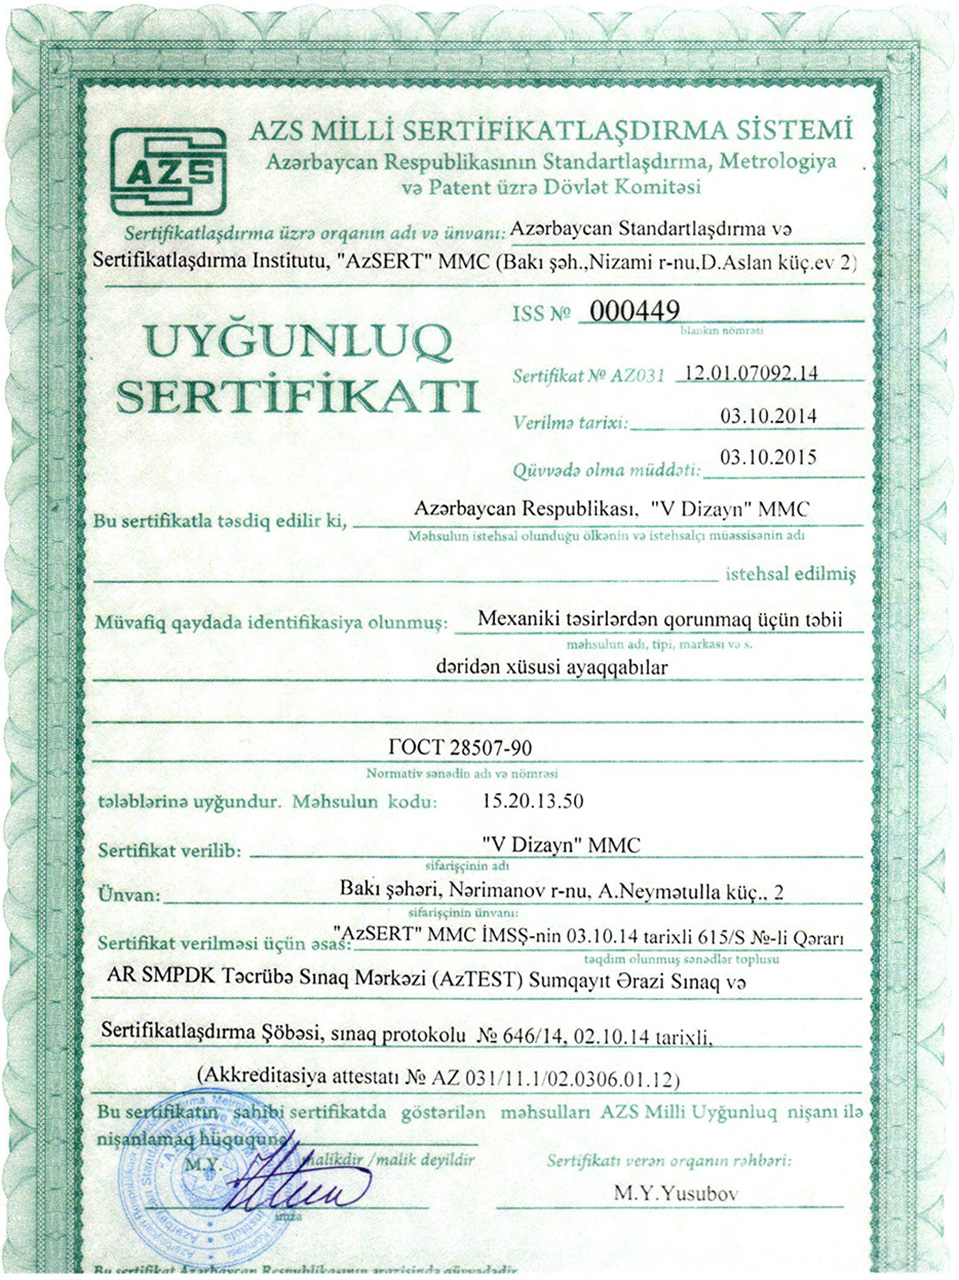 AZS
AZS MİLLİ SERTİFİKATLAŞDIRMA SİSTEMİ
Azərbaycan Respublikasının Standartlaşdırma, Metrologiya
və Patent üzrə Dövlət Komitəsi
Sertifikatlaşdırma üzrə orqanın adı və ünvanı: Azərbaycan Standartlaşdırma və
Sertifikatlaşdırma Institutu, "AzSERT" MMC (Bakı şəh.,Nizami r-nu,D.Aslan küç.ev 2)
ISS № 000449
blankın nömrəsi
UYĞUNLUQ
SERTİFİKATI
Sertifikat № AZ031 12.01.07092.14
Verilmə tarixi: 03.10.2014
Qüvvədə olma müddəti: 03.10.2015
Bu sertifikatla təsdiq edilir ki, Azərbaycan Respublikası, "V Dizayn" MMC
Məhsulun istehsal olunduğu ölkənin və istehsalçı müəssisənin adı
istehsal edilmiş
Müvafiq qaydada identifikasiya olunmuş: Mexaniki təsirlərdən qorunmaq üçün təbii
məhsulun adı, tipi, markası və s.
dəridən xüsusi ayaqqabılar
ГОСТ 28507-90
Normativ sənədin adı və nömrəsi
tələblərinə uyğundur. Məhsulun kodu: 15.20.13.50
Sertifikat verilib: "V Dizayn" MMC
sifarişçinin adı
Ünvan: Bakı şəhəri, Nərimanov r-nu, A.Neymətulla küç., 2
sifarişçinin ünvanı:
Sertifikat verilməsi üçün əsas: "AzSERT" MMC İMSŞ-nin 03.10.14 tarixli 615/S №-li Qərarı
təqdim olunmuş sənədlər toplusu
AR SMPDK Təcrübə Sınaq Mərkəzi (AzTEST) Sumqayıt Ərazi Sınaq və
Sertifikatlaşdırma Şöbəsi, sınaq protokolu № 646/14, 02.10.14 tarixli,
(Akkreditasiya attestatı № AZ 031/11.1/02.0306.01.12)
Bu sertifikatın sahibi sertifikatda göstərilən məhsulları AZS Milli Uyğunluq nişanı ilə
nişanlamaq hüququna
M.Y. malikdir /malik deyildir
Sertifikatı verən orqanın rəhbəri:
M.Y.Yusubov
imza
Bu sertifikat Azərbaycan Respublikasının ərazisində qüvvədədir